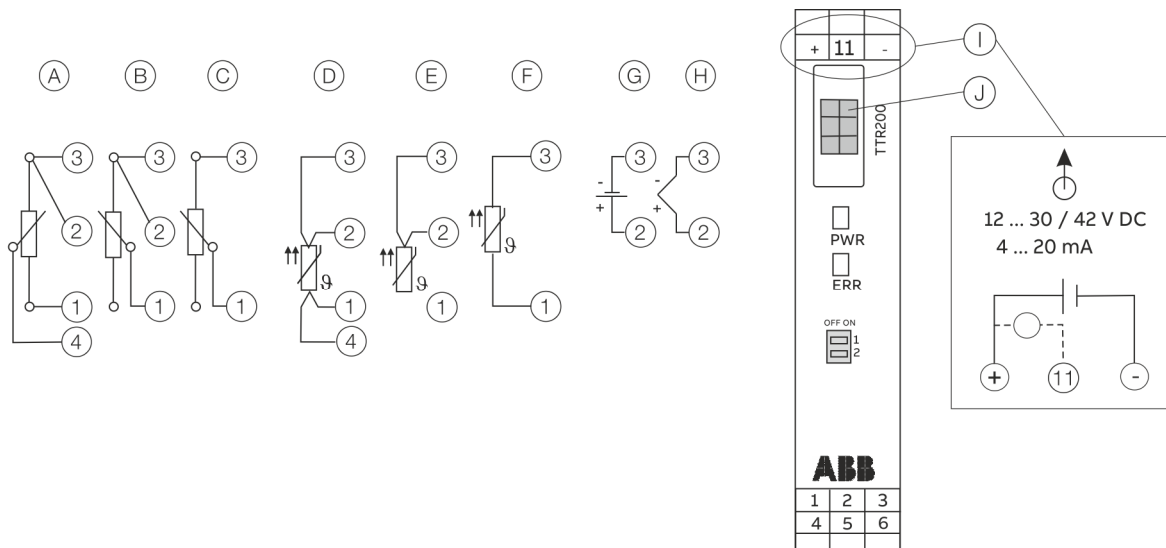 A B C D E F G H I
+ 11 -
J
TTR200
3 3 3 3 3 3 - 3 - 3
2 2 2 2 + 2 + 2
ϑ ϑ ϑ
1 1 1 1 1 1
4 4
12 ... 30 / 42 V DC
4 ... 20 mA
PWR
ERR
OFF ON
1
2
+ 11 -
ABB
1 2 3
4 5 6